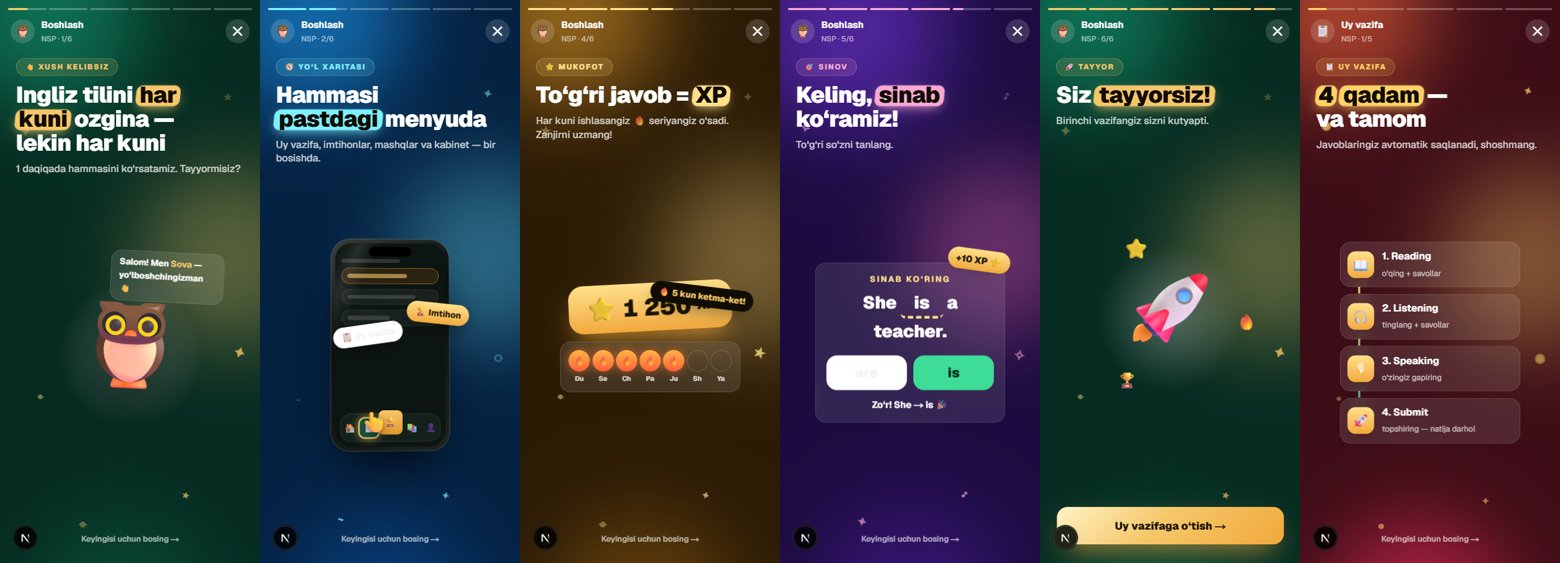 Boshlash
NSP · 1/6
👋 XUSH KELIBSIZ
Ingliz tilini har
kuni ozgina —
lekin har kuni
1 daqiqada hammasini ko‘rsatamiz. Tayyormisiz?
Salom! Men Sova —
yo‘lboshchingizman
👋
N
Keyingisi uchun bosing →
Boshlash
NSP · 2/6
🧭 YO‘L XARITASI
Hammasi
pastdagi menyuda
Uy vazifa, imtihonlar, mashqlar va kabinet — bir
bosishda.
Imtihon
Uy vazifa
N
Keyingisi uchun bosing →
Boshlash
NSP · 4/6
⭐ MUKOFOT
To‘g‘ri javob = XP
Har kuni ishlasangiz 🔥 seriyangiz o‘sadi.
Zanjirni uzmang!
🔥 5 kun ketma-ket!
⭐ 1 250
Du Se Ch Pa Ju Sh Ya
N
Keyingisi uchun bosing →
Boshlash
NSP · 5/6
🎯 SINOV
Keling, sinab
ko‘ramiz!
To‘g‘ri so‘zni tanlang.
+10 XP ⭐
SINAB KO‘RING
She is a
teacher.
are is
Zo‘r! She → is 🎉
N
Keyingisi uchun bosing →
Boshlash
NSP · 6/6
🚀 TAYYOR
Siz tayyorsiz!
Birinchi vazifangiz sizni kutyapti.
Uy vazifaga o‘tish →
N
Uy vazifa
NSP · 1/5
📋 UY VAZIFA
4 qadam —
va tamom
Javoblaringiz avtomatik saqlanadi, shoshmang.
1. Reading
o‘qing + savollar
2. Listening
tinglang + savollar
3. Speaking
o‘zingiz gapiring
4. Submit
topshiring — natija darhol
N
Keyingisi uchun bosing →